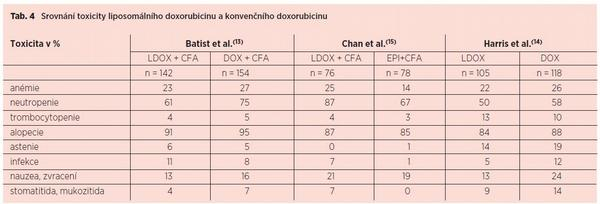 Tab. 4 Srovnání toxicity liposomálního doxorubicinu a konvenčního doxorubicinu
Toxicita v % Batist et al.(13) Chan et al.(15) Harris et al.(14)
LDOX + CFA DOX + CFA LDOX + CFA EPI+CFA LDOX DOX
n = 142 n = 154 n = 76 n = 78 n = 105 n = 118
anémie 23 27 25 14 22 26
neutropenie 61 75 87 67 50 58
trombocytopenie 4 5 4 3 13 10
alopecie 91 95 87 85 84 88
astenie 6 5 0 1 14 19
infekce 11 8 7 1 5 12
nauzea, zvracení 13 16 21 19 13 24
stomatitida, mukozitida 4 7 7 0 9 14